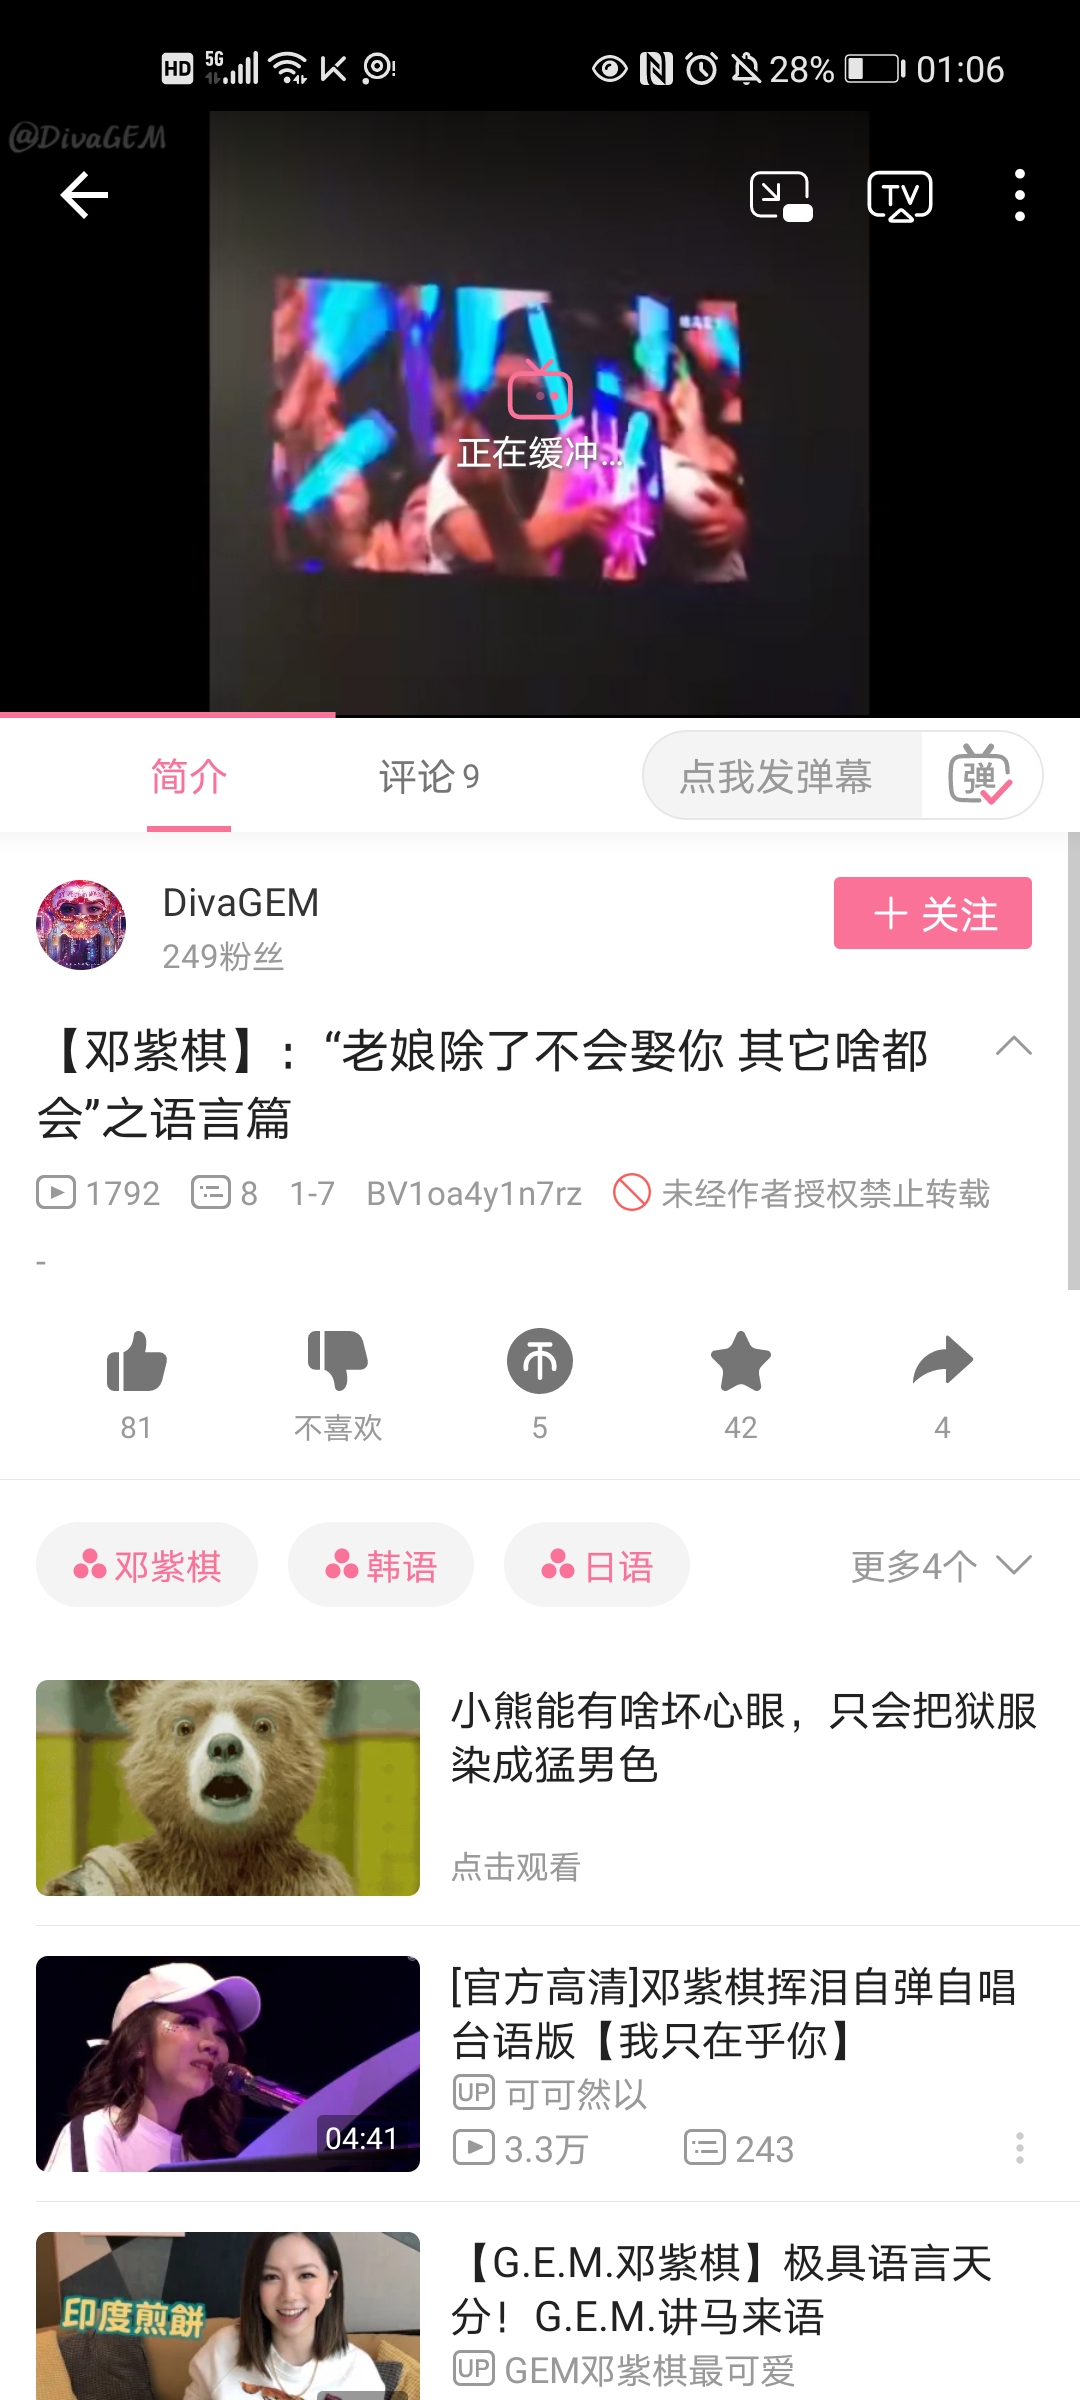 HD 5G 28% 01:06
@DivaGEM
TV
正在缓冲...
简介 评论 9 点我发弹幕 弹
DivaGEM
249粉丝
关注
【邓紫棋】:“老娘除了不会娶你 其它啥都
会”之语言篇
1792 8 1-7 BV1oa4y1n7rz 未经作者授权禁止转载
-
81 不喜欢 5 42 4
邓紫棋 韩语 日语 更多4个
小熊能有啥坏心眼，只会把狱服
染成猛男色
点击观看
[官方高清]邓紫棋挥泪自弹自唱
台语版【我只在乎你】
UP 可可然以
3.3万 243
04:41
【G.E.M.邓紫棋】极具语言天
分！G.E.M.讲马来语
UP GEM邓紫棋最可爱
印度煎餅